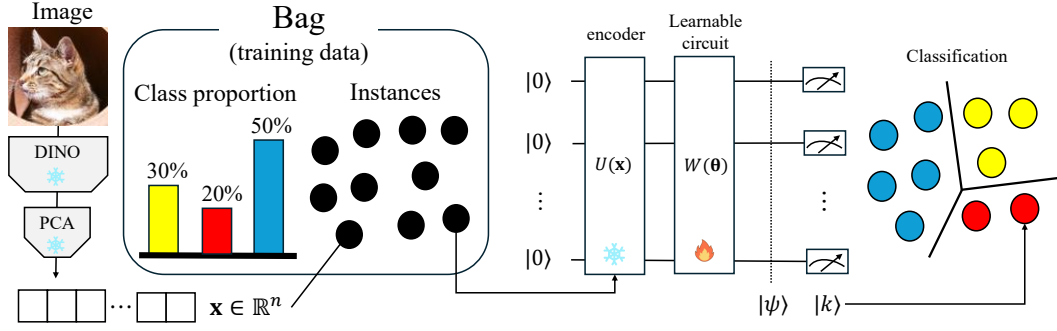 Image
DINO
PCA
Bag
(training data)
Class proportion
30%
20%
50%
Instances
⋯
𝐱 ∈ ℝⁿ
encoder
Learnable
circuit
|0⟩
|0⟩
⋮
|0⟩
U(𝐱)
W(𝛉)
|ψ⟩
⋮
|k⟩
Classification